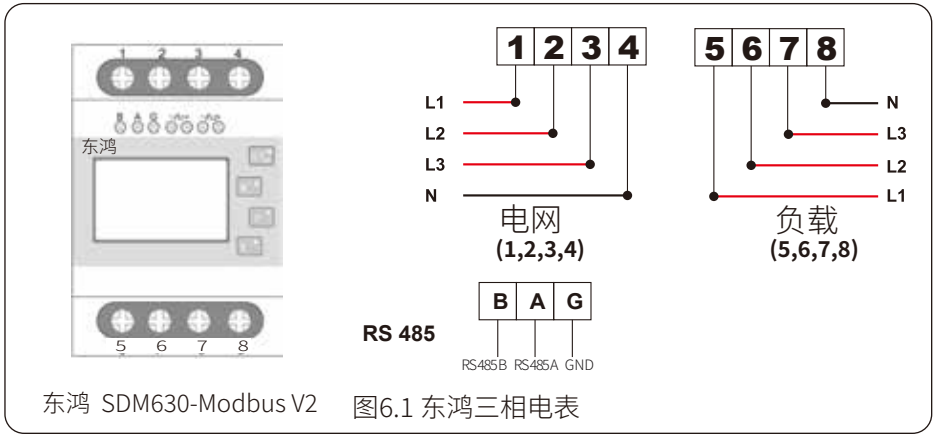 1 2 3 4
B A G
东鸿
5 6 7 8
1 2 3 4
L1
L2
L3
N
电网
(1,2,3,4)
5 6 7 8
N
L3
L2
L1
负载
(5,6,7,8)
RS 485
B A G
RS485B RS485A GND
东鸿 SDM630-Modbus V2
图6.1 东鸿三相电表